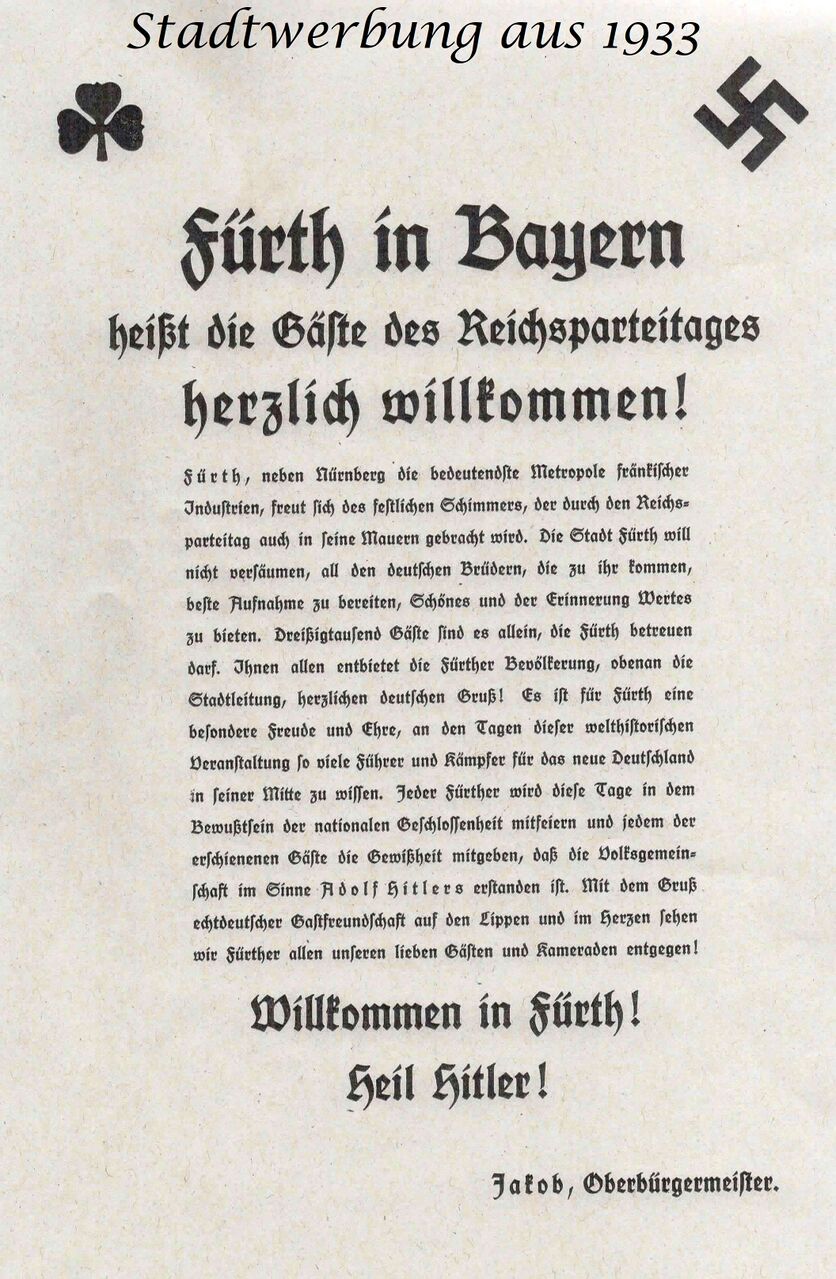 Stadtwerbung aus 1933
Fürth in Bayern
heißt die Gäste des Reichsparteitages
herzlich willkommen!
Fürth, neben Nürnberg die bedeutendste Metropole fränkischer
Industrien, freut sich des festlichen Schimmers, der durch den Reichs-
parteitag auch in seine Mauern gebracht wird. Die Stadt Fürth will
nicht versäumen, all den deutschen Brüdern, die zu ihr kommen,
beste Aufnahme zu bereiten, Schönes und der Erinnerung Wertes
zu bieten. Dreißigtausend Gäste sind es allein, die Fürth betreuen
darf. Ihnen allen entbietet die Fürther Bevölkerung, obenan die
Stadtleitung, herzlichen deutschen Gruß! Es ist für Fürth eine
besondere Freude und Ehre, an den Tagen dieser welthistorischen
Veranstaltung so viele Führer und Kämpfer für das neue Deutschland
in seiner Mitte zu wissen. Jeder Fürther wird diese Tage in dem
Bewußtsein der nationalen Geschlossenheit mitfeiern und jedem der
erschienenen Gäste die Gewißheit mitgeben, daß die Volksgemein-
schaft im Sinne Adolf Hitlers erstanden ist. Mit dem Gruß
echtdeutscher Gastfreundschaft auf den Lippen und im Herzen sehen
wir Fürther allen unseren lieben Gästen und Kameraden entgegen!
Willkommen in Fürth!
Heil Hitler!
Jakob, Oberbürgermeister.